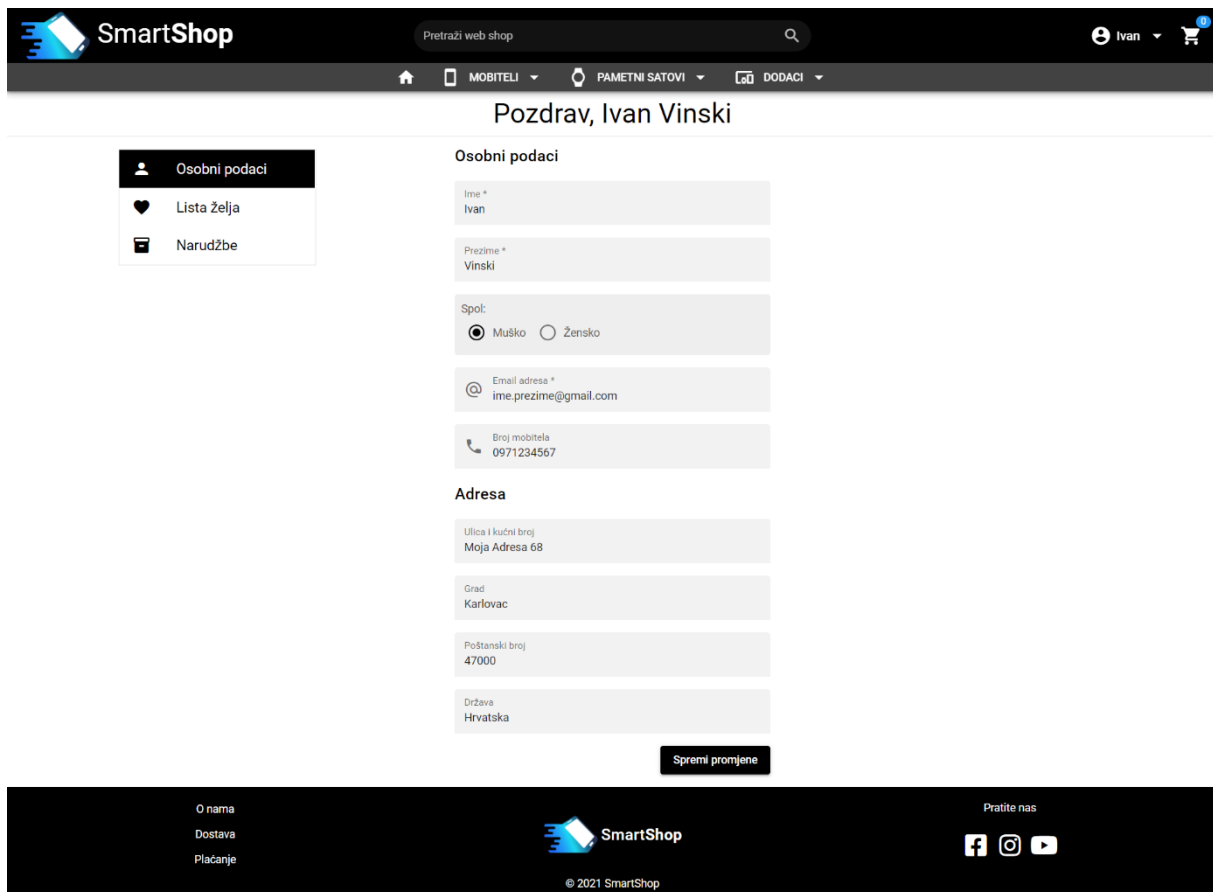 SmartShop
Pretraži web shop
Ivan
0
MOBITELI
PAMETNI SATOVI
DODACI
Pozdrav, Ivan Vinski
Osobni podaci
Lista želja
Narudžbe
Osobni podaci
Ime *
Ivan
Prezime *
Vinski
Spol:
Muško
Žensko
Email adresa *
ime.prezime@gmail.com
Broj mobitela
0971234567
Adresa
Ulica i kućni broj
Moja Adresa 68
Grad
Karlovac
Poštanski broj
47000
Država
Hrvatska
Spremi promjene
O nama
Dostava
Plaćanje
SmartShop
© 2021 SmartShop
Pratite nas